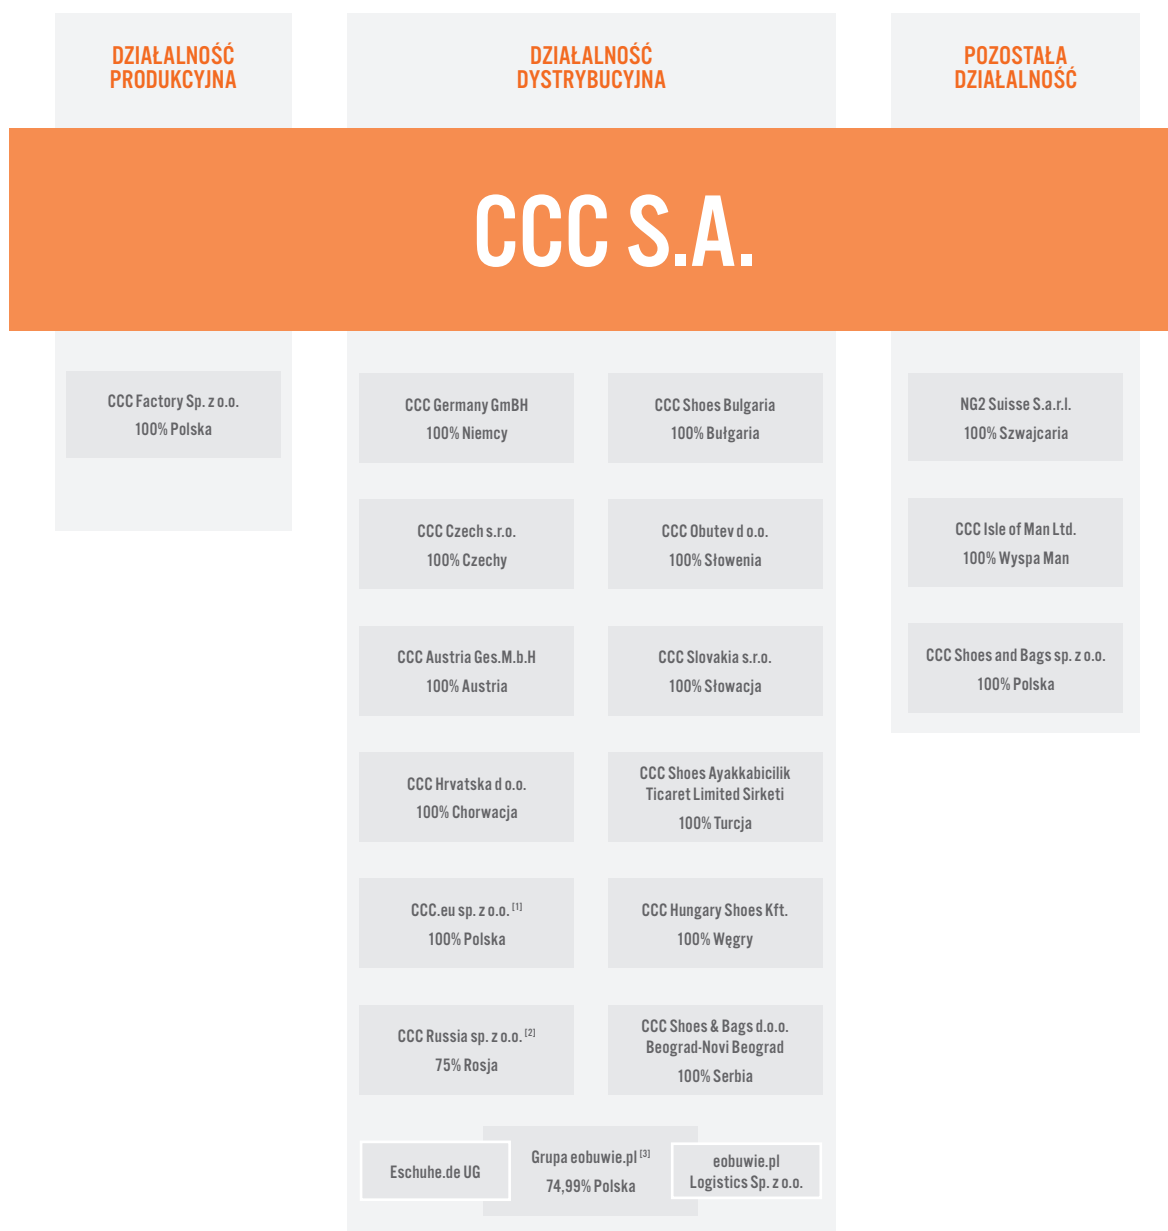 DZIAŁALNOŚĆ
PRODUKCYJNA
DZIAŁALNOŚĆ
DYSTRYBUCYJNA
POZOSTAŁA
DZIAŁALNOŚĆ
CCC S.A.
CCC Factory Sp. z o.o.
100% Polska
CCC Germany GmBH
100% Niemcy
CCC Shoes Bulgaria
100% Bułgaria
CCC Czech s.r.o.
100% Czechy
CCC Obutev d o.o.
100% Słowenia
CCC Austria Ges.M.b.H
100% Austria
CCC Slovakia s.r.o.
100% Słowacja
CCC Hrvatska d o.o.
100% Chorwacja
CCC Shoes Ayakkabicilik
Ticaret Limited Sirketi
100% Turcja
CCC.eu sp. z o.o. [1]
100% Polska
CCC Hungary Shoes Kft.
100% Węgry
CCC Russia sp. z o.o. [2]
75% Rosja
CCC Shoes & Bags d.o.o.
Beograd-Novi Beograd
100% Serbia
Eschuhe.de UG
Grupa eobuwie.pl [3]
74,99% Polska
eobuwie.pl
Logistics Sp. z o.o.
NG2 Suisse S.a.r.l.
100% Szwajcaria
CCC Isle of Man Ltd.
100% Wyspa Man
CCC Shoes and Bags sp. z o.o.
100% Polska